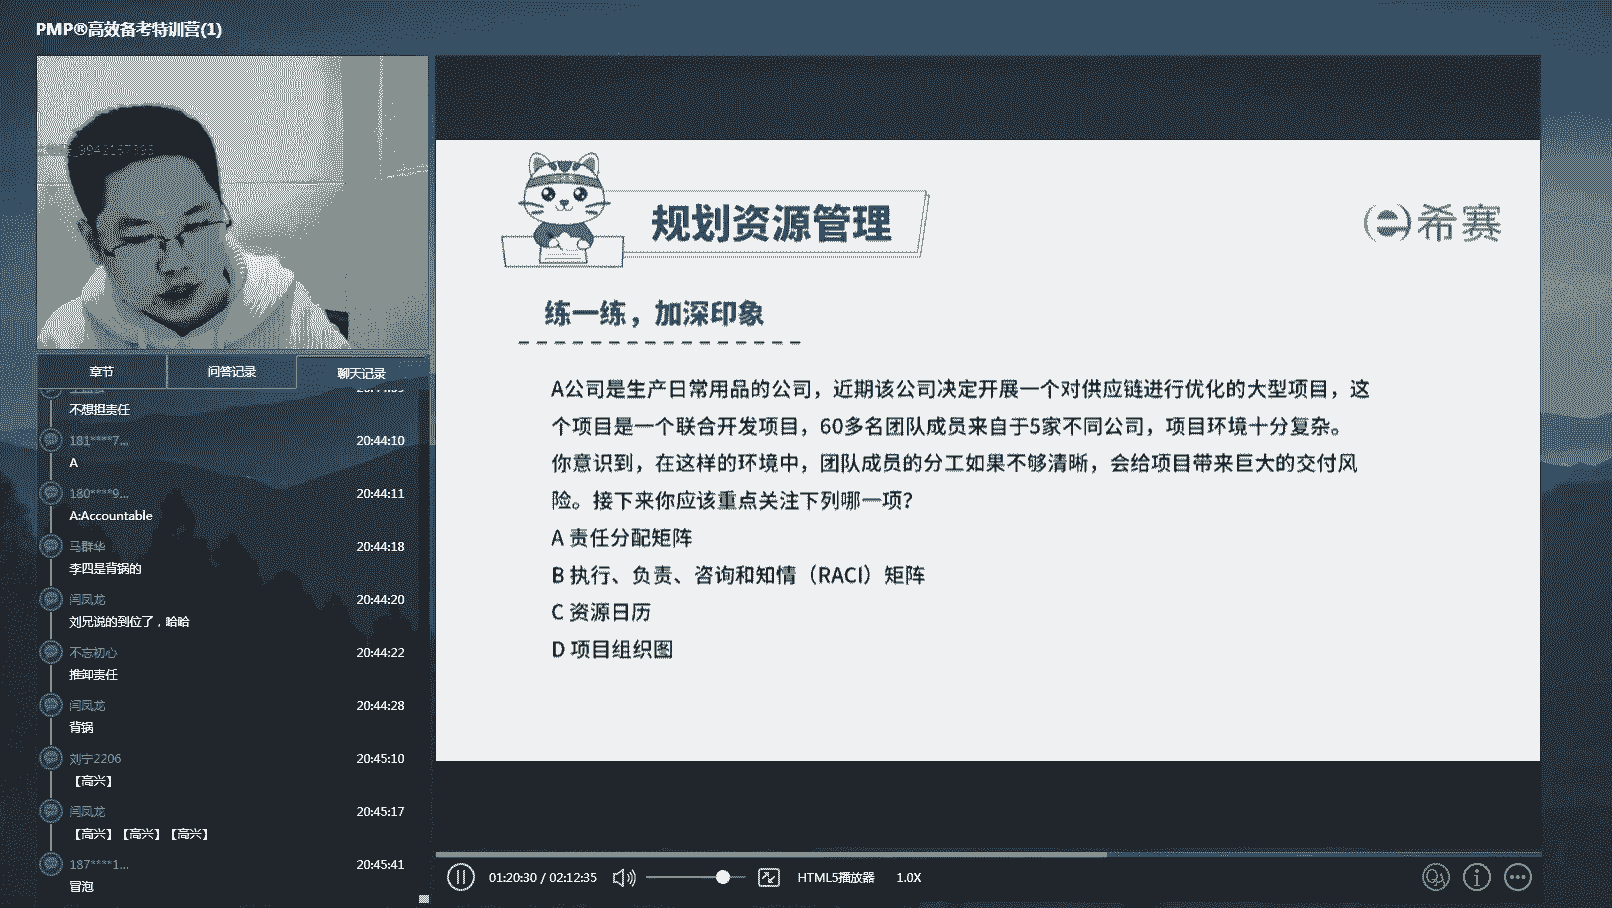 PMP®高效备考特训营(1)
章节
问答记录
聊天记录
不想担责任
181****7...
20:44:10
A
180****9...
20:44:11
A:Accountable
马群华
20:44:18
李四是背锅的
闫凤龙
20:44:20
刘兄说的到位了，哈哈
不忘初心
20:44:22
推卸责任
闫凤龙
20:44:28
背锅
刘宁2206
20:45:10
【高兴】
闫凤龙
20:45:17
【高兴】【高兴】【高兴】
187****1...
20:45:41
冒泡
规划资源管理
希赛
练一练，加深印象
A公司是生产日常用品的公司，近期该公司决定开展一个对供应链进行优化的大型项目，这
个项目是一个联合开发项目，60多名团队成员来自于5家不同公司，项目环境十分复杂。
你意识到，在这样的环境中，团队成员的分工如果不够清晰，会给项目带来巨大的交付风
险。接下来你应该重点关注下列哪一项？
A 责任分配矩阵
B 执行、负责、咨询和知情（RACI）矩阵
C 资源日历
D 项目组织图
01:20:30 / 02:12:35
HTML5播放器
1.0X